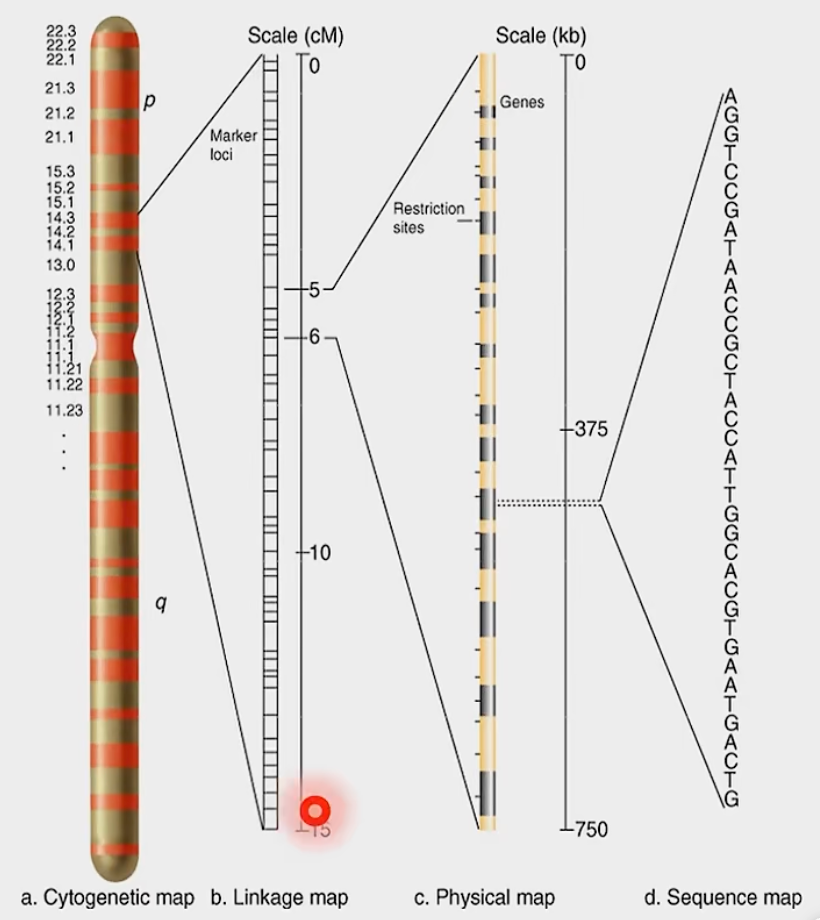 22.3
22.2
22.1
21.3
21.2
21.1
15.3
15.2
15.1
14.3
14.2
14.1
13.0
12.3
12.2
12.1
11.2
11.1
11.1
11.21
11.22
11.23
.
.
.
p
q
Scale (cM)
0
Marker
loci
5
6
10
15
Scale (kb)
0
Genes
Restriction
sites
375
750
A
G
G
T
C
C
G
A
T
A
A
C
C
G
C
T
A
C
C
A
T
T
G
G
C
A
C
G
T
G
A
A
T
G
A
C
T
G
a. Cytogenetic map
b. Linkage map
c. Physical map
d. Sequence map